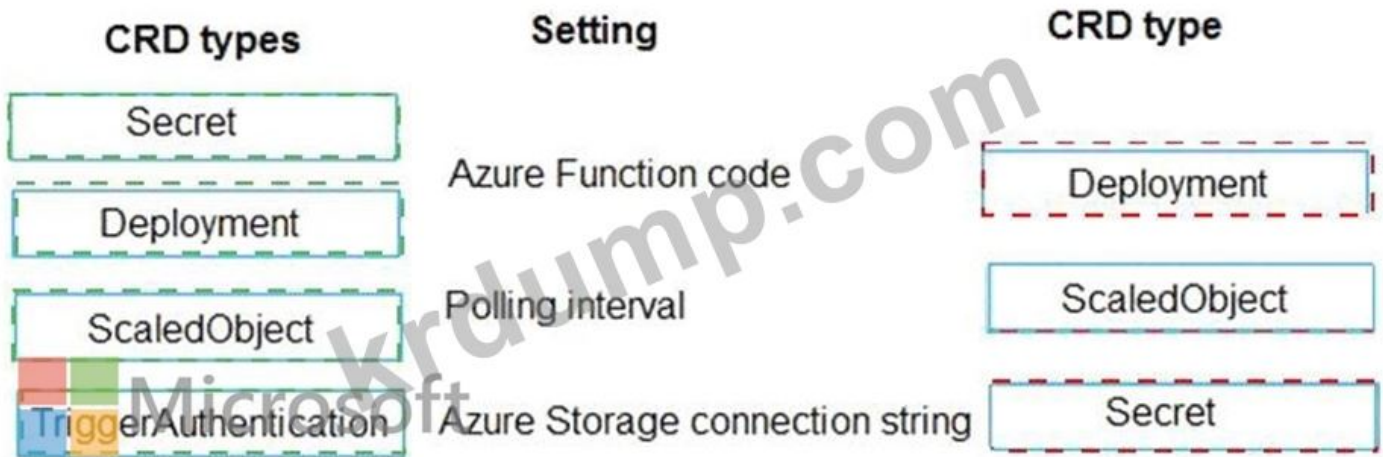 CRD types
Setting
CRD type
Secret
Azure Function code
Deployment
Deployment
Polling interval
ScaledObject
ScaledObject
TriggerAuthentication
Azure Storage connection string
Secret
krdump.com
Microsoft